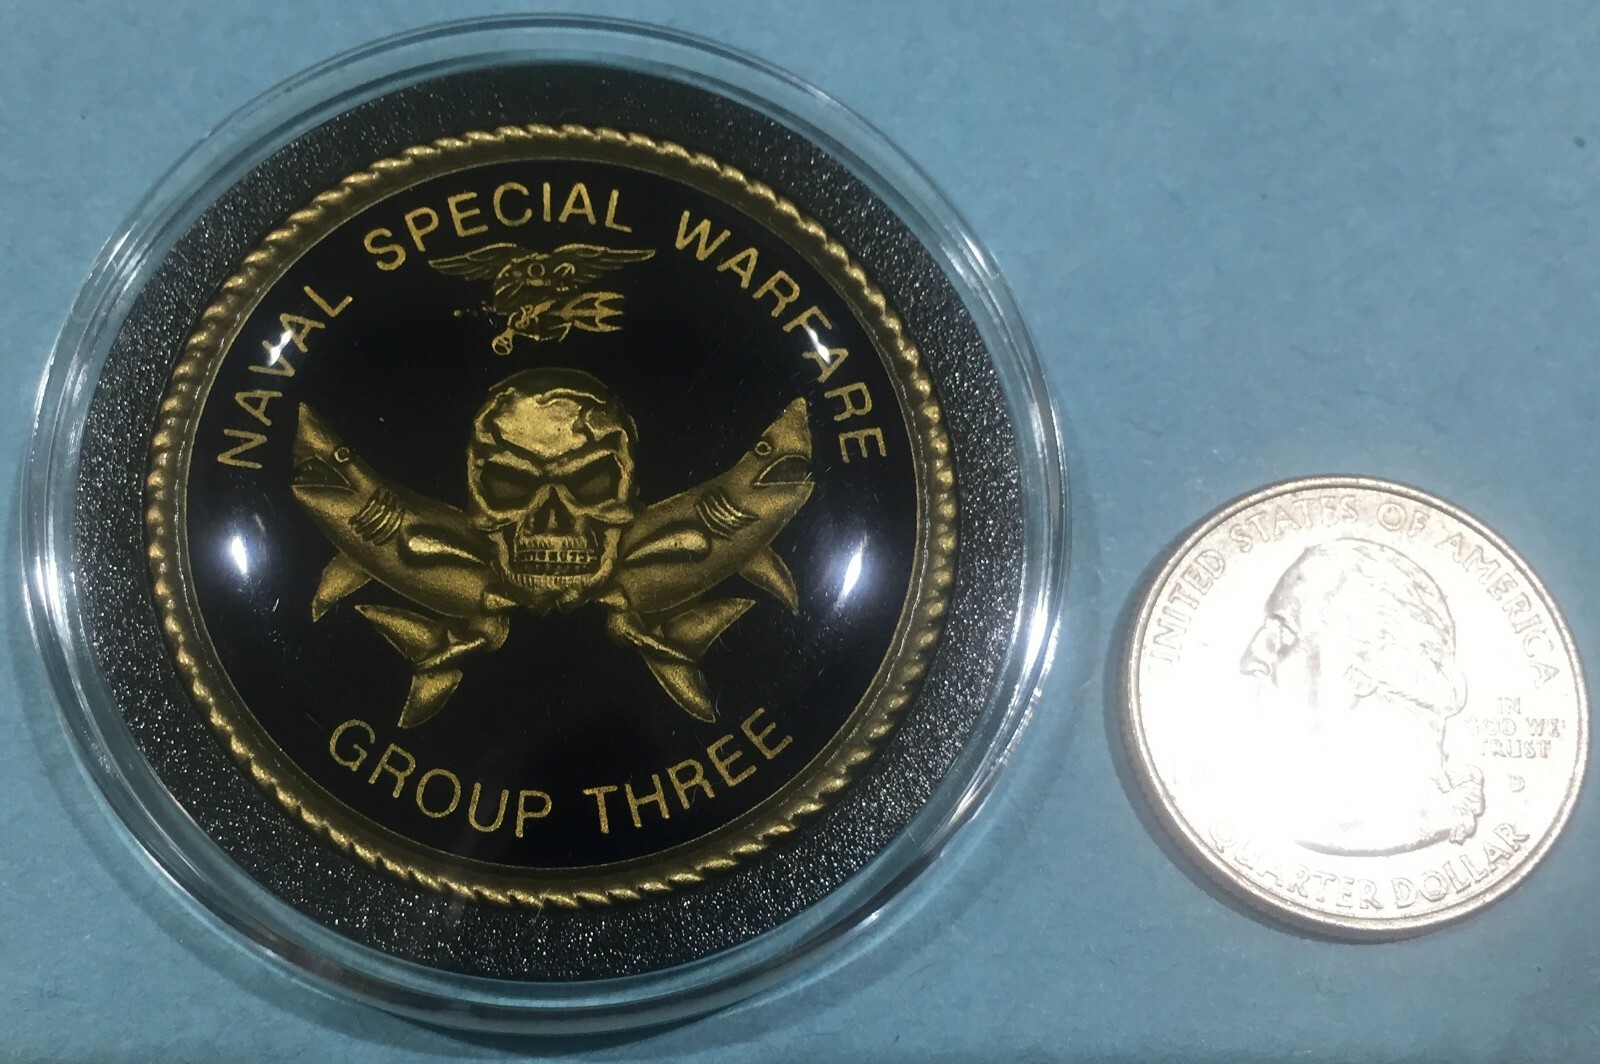 NAVAL SPECIAL WARFARE
GROUP THREE
UNITED STATES OF AMERICA
IN
GOD WE
TRUST
QUARTER DOLLAR